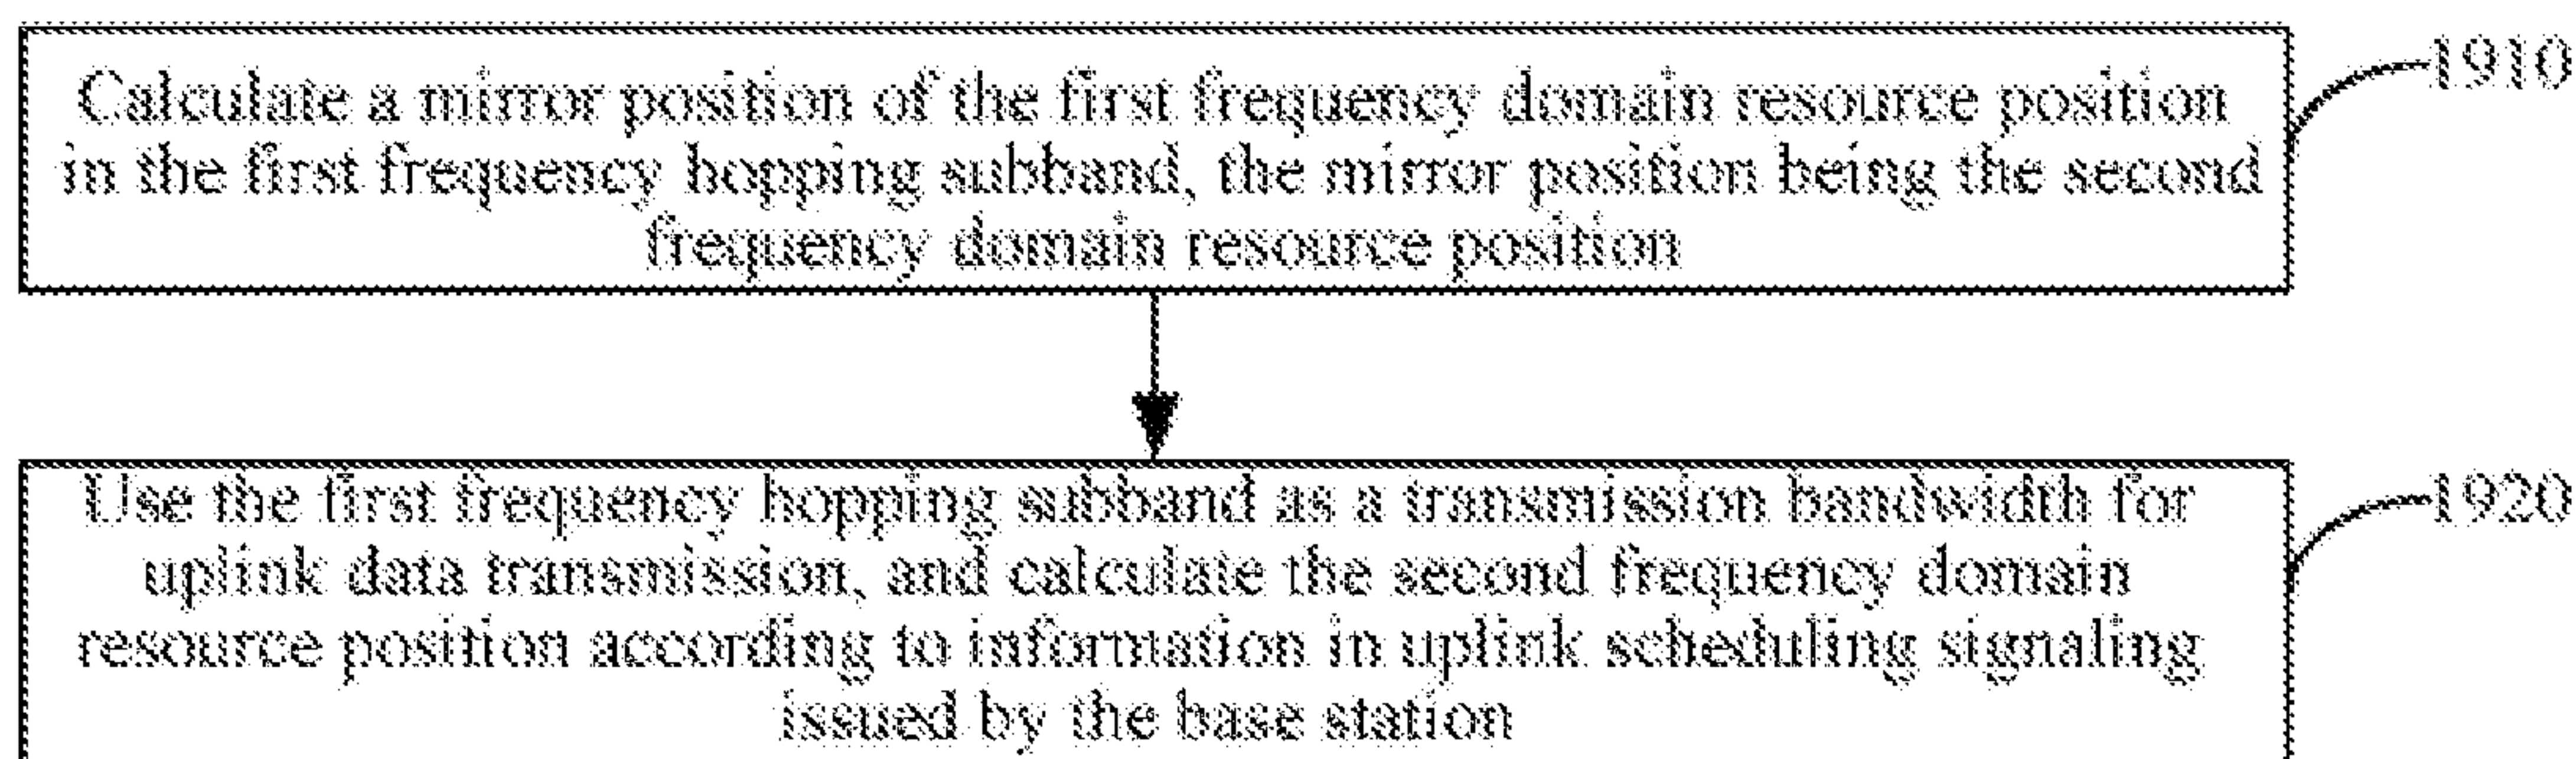 Calculate a mirror position of the first frequency domain resource position
in the first frequency hopping subband, the mirror position being the second
frequency domain resource position
1910
Use the first frequency hopping subband as a transmission bandwidth for
uplink data transmission, and calculate the second frequency domain
resource position according to information in uplink scheduling signaling
issued by the base station
1920